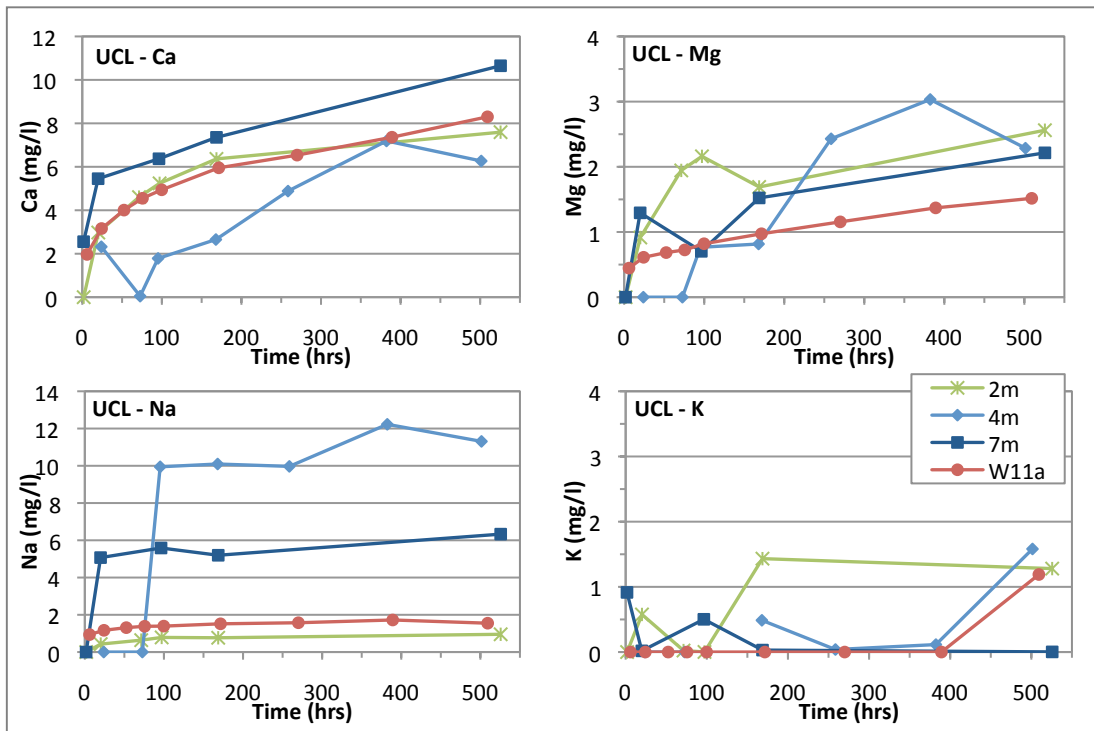 UCL - Ca
Ca (mg/l)
12
10
8
6
4
2
0
0 100 200 300 400 500
Time (hrs)
UCL - Mg
Mg (mg/l)
4
3
2
1
0
0 100 200 300 400 500
Time (hrs)
UCL - Na
Na (mg/l)
14
12
10
8
6
4
2
0
0 100 200 300 400 500
Time (hrs)
UCL - K
K (mg/l)
4
3
2
1
0
0 100 200 300 400 500
Time (hrs)
2m
4m
7m
W11a